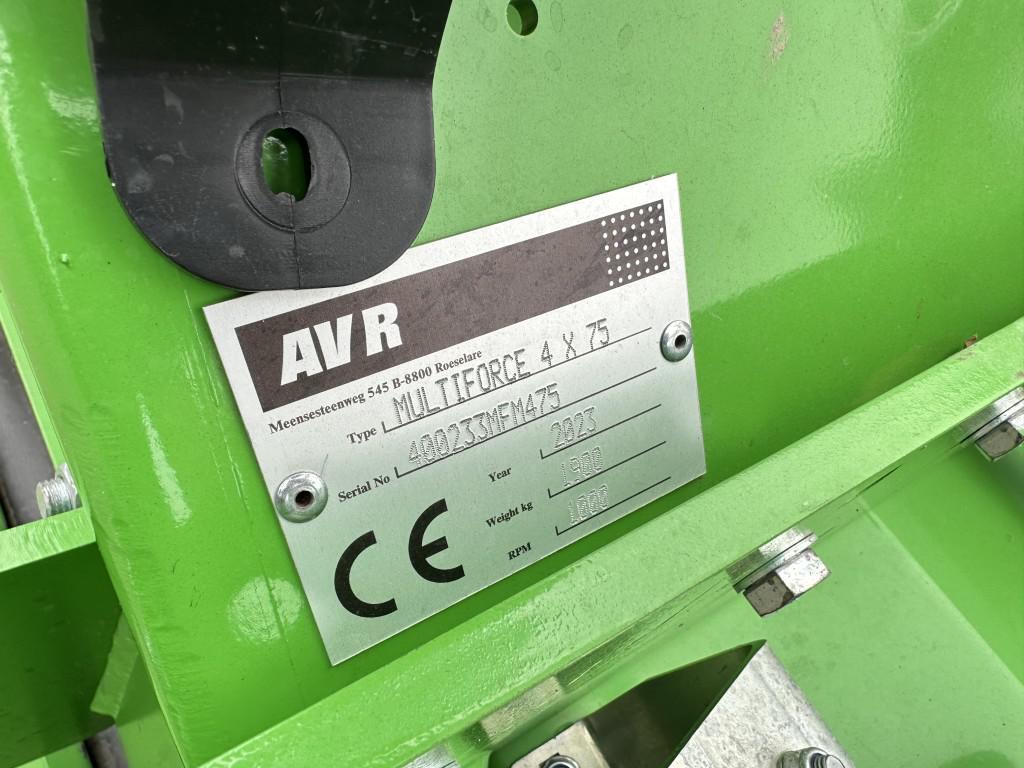 AVR
Meensesteenweg 545 B-8800 Roeselare
Type MULTIFORCE 4 X 75
Serial No 400233MFM475
Year 2023
Weight kg 1900
RPM 1000
CE